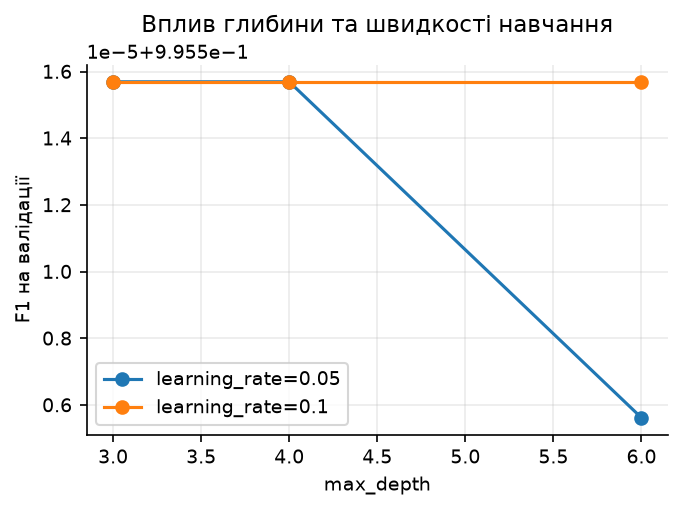 Вплив глибини та швидкості навчання
1e−5+9.955e−1
1.6
1.4
1.2
1.0
0.8
0.6
F1 на валідації
learning_rate=0.05
learning_rate=0.1
3.0 3.5 4.0 4.5 5.0 5.5 6.0
max_depth